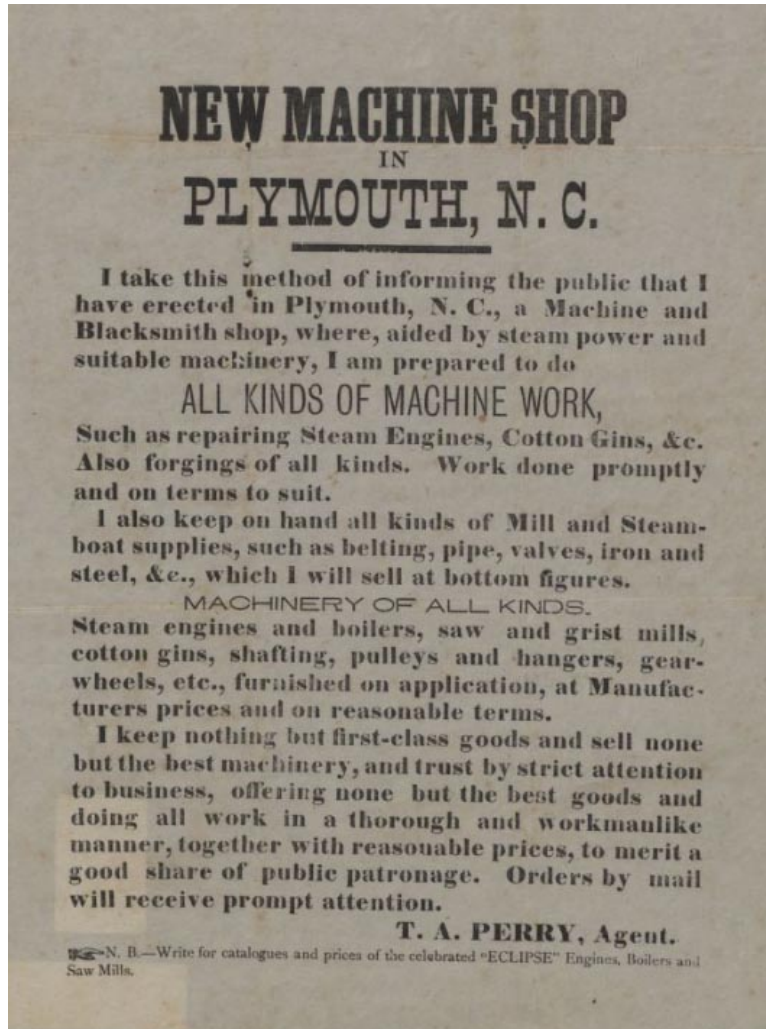 NEW MACHINE SHOP
IN
PLYMOUTH, N. C.
I take this method of informing the public that I
have erected in Plymouth, N. C., a Machine and
Blacksmith shop, where, aided by steam power and
suitable machinery, I am prepared to do
ALL KINDS OF MACHINE WORK,
Such as repairing Steam Engines, Cotton Gins, &c.
Also forgings of all kinds. Work done promptly
and on terms to suit.
I also keep on hand all kinds of Mill and Steam-
boat supplies, such as belting, pipe, valves, iron and
steel, &c., which I will sell at bottom figures.
MACHINERY OF ALL KINDS.
Steam engines and boilers, saw and grist mills,
cotton gins, shafting, pulleys and hangers, gear-
wheels, etc., furnished on application, at Manufac-
turers prices and on reasonable terms.
I keep nothing but first-class goods and sell none
but the best machinery, and trust by strict attention
to business, offering none but the best goods and
doing all work in a thorough and workmanlike
manner, together with reasonable prices, to merit a
good share of public patronage. Orders by mail
will receive prompt attention.
T. A. PERRY, Agent.
☞N. B.—Write for catalogues and prices of the celebrated "ECLIPSE" Engines, Boilers and
Saw Mills.